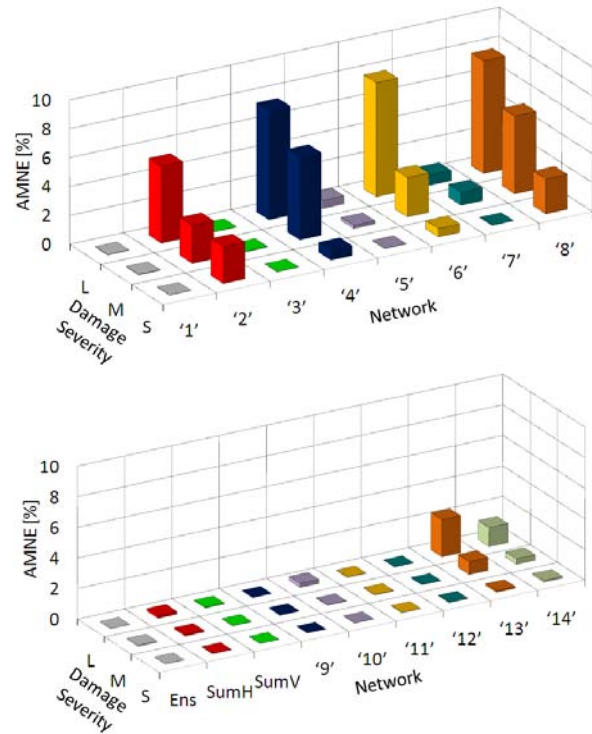 AMNE [%]
10
8
6
4
2
0
L
M
S
Damage
Severity
‘1’
‘2’
‘3’
‘4’
‘5’
‘6’
‘7’
‘8’
Network
AMNE [%]
10
8
6
4
2
0
L
M
S
Damage
Severity
Ens
SumH
SumV
‘9’
‘10’
‘11’
‘12’
‘13’
‘14’
Network